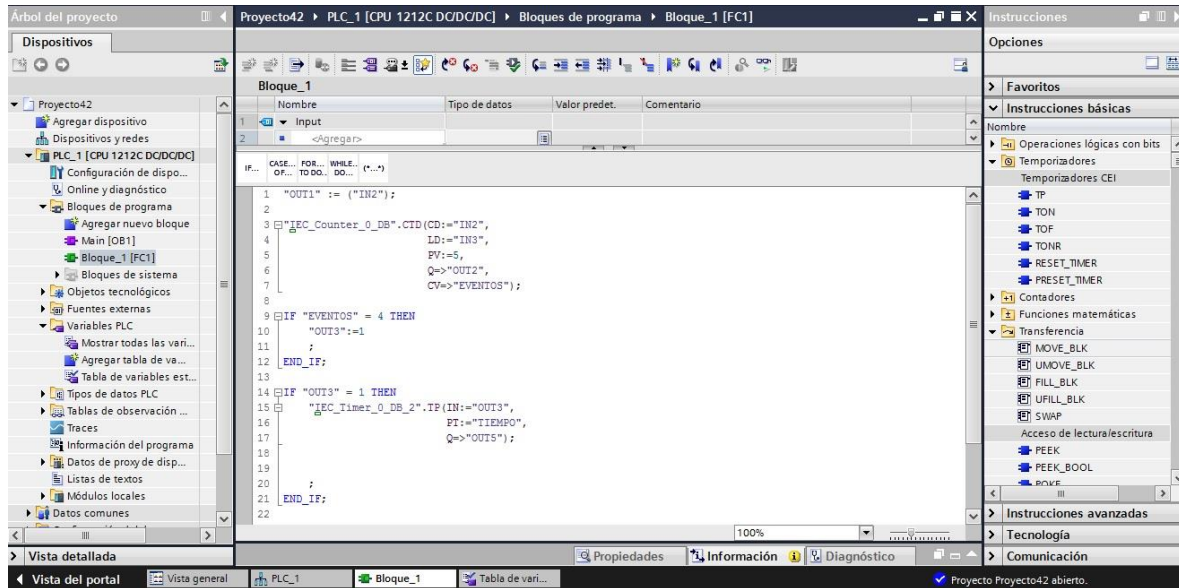 Árbol del proyecto
Dispositivos
Proyecto42
Agregar dispositivo
Dispositivos y redes
PLC_1 [CPU 1212C DC/DC/DC]
Configuración de dispo...
Online y diagnóstico
Bloques de programa
Agregar nuevo bloque
Main [OB1]
Bloque_1 [FC1]
Bloques de sistema
Objetos tecnológicos
Fuentes externas
Variables PLC
Mostrar todas las vari...
Agregar tabla de va...
Tabla de variables est...
Tipos de datos PLC
Tablas de observación ...
Traces
Información del programa
Datos de proxy de disp...
Listas de textos
Módulos locales
Datos comunes
Vista detallada
Proyecto42 ▸ PLC_1 [CPU 1212C DC/DC/DC] ▸ Bloques de programa ▸ Bloque_1 [FC1]
Bloque_1
Nombre Tipo de datos Valor predet. Comentario
1 Input
2 <Agregar>
IF... CASE... OF... FOR... TO DO.. WHILE.. DO... (*...*)
1 "OUT1" := ("IN2");
2
3 "IEC_Counter_0_DB".CTD(CD:="IN2",
4 LD:="IN3",
5 PV:=5,
6 Q=>"OUT2",
7 CV=>"EVENTOS");
8
9 IF "EVENTOS" = 4 THEN
10 "OUT3":=1
11 ;
12 END_IF;
13
14 IF "OUT3" = 1 THEN
15 "IEC_Timer_0_DB_2".TP(IN:="OUT3",
16 PT:="TIEMPO",
17 Q=>"OUT5");
18
19
20 ;
21 END_IF;
22
100%
Propiedades Información Diagnóstico
Instrucciones
Opciones
Favoritos
Instrucciones básicas
Nombre
Operaciones lógicas con bits
Temporizadores
Temporizadores CEI
TP
TON
TOF
TONR
RESET_TIMER
PRESET_TIMER
Contadores
Funciones matemáticas
Transferencia
MOVE_BLK
UMOVE_BLK
FILL_BLK
UFILL_BLK
SWAP
Acceso de lectura/escritura
PEEK
PEEK_BOOL
POKE
Instrucciones avanzadas
Tecnología
Comunicación
Vista del portal Vista general PLC_1 Bloque_1 Tabla de vari... Proyecto Proyecto42 abierto.